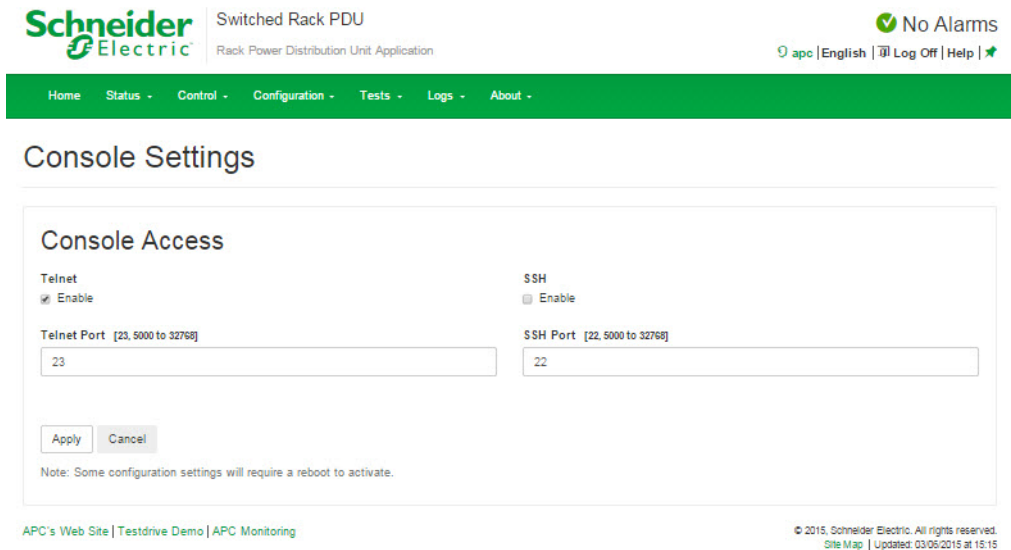 Schneider Electric
Switched Rack PDU
Rack Power Distribution Unit Application
No Alarms
apc | English | Log Off | Help |
Home Status - Control - Configuration - Tests - Logs - About -
Console Settings
Console Access
Telnet
Enable
SSH
Enable
Telnet Port [23, 5000 to 32768]
23
SSH Port [22, 5000 to 32768]
22
Apply Cancel
Note: Some configuration settings will require a reboot to activate.
APC's Web Site | Testdrive Demo | APC Monitoring
© 2015, Schneider Electric. All rights reserved.
Site Map | Updated: 03/06/2015 at 15:15